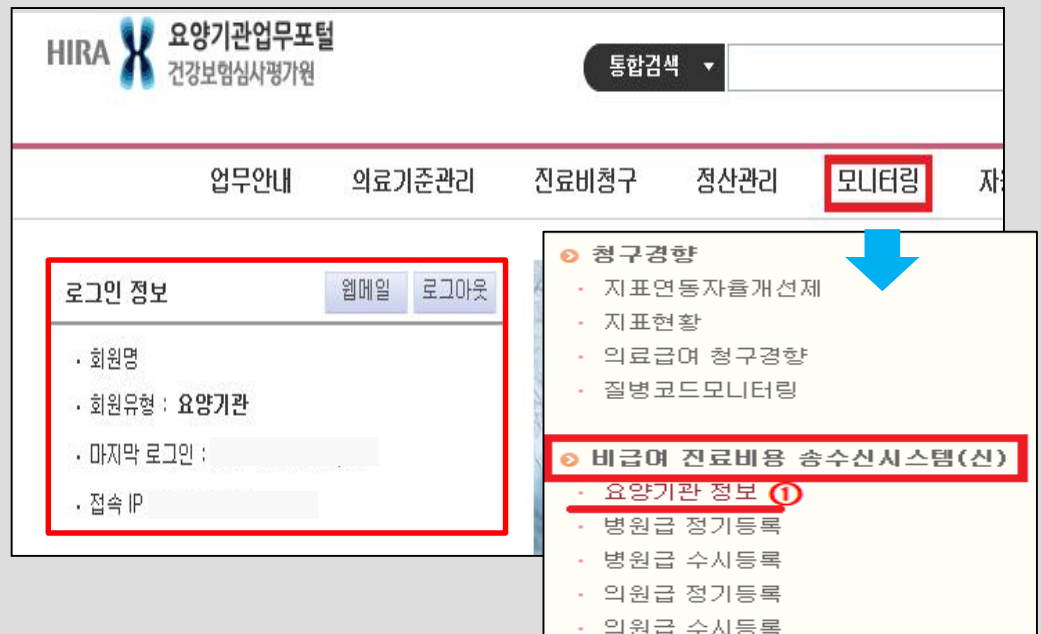 HIRA 요양기관업무포털
건강보험심사평가원
통합검색 ▼
업무안내 의료기준관리 진료비청구 정산관리 모니터링
로그인 정보 웹메일 로그아웃
· 회원명
· 회원유형 : 요양기관
· 마지막 로그인 :
· 접속 IP
청구경향
· 지표연동자율개선제
· 지표현황
· 의료급여 청구경향
· 질병코드모니터링
비급여 진료비용 송수신시스템(신)
· 요양기관 정보 ①
· 병원급 정기등록
· 병원급 수시등록
· 의원급 정기등록
· 의원급 수시등록